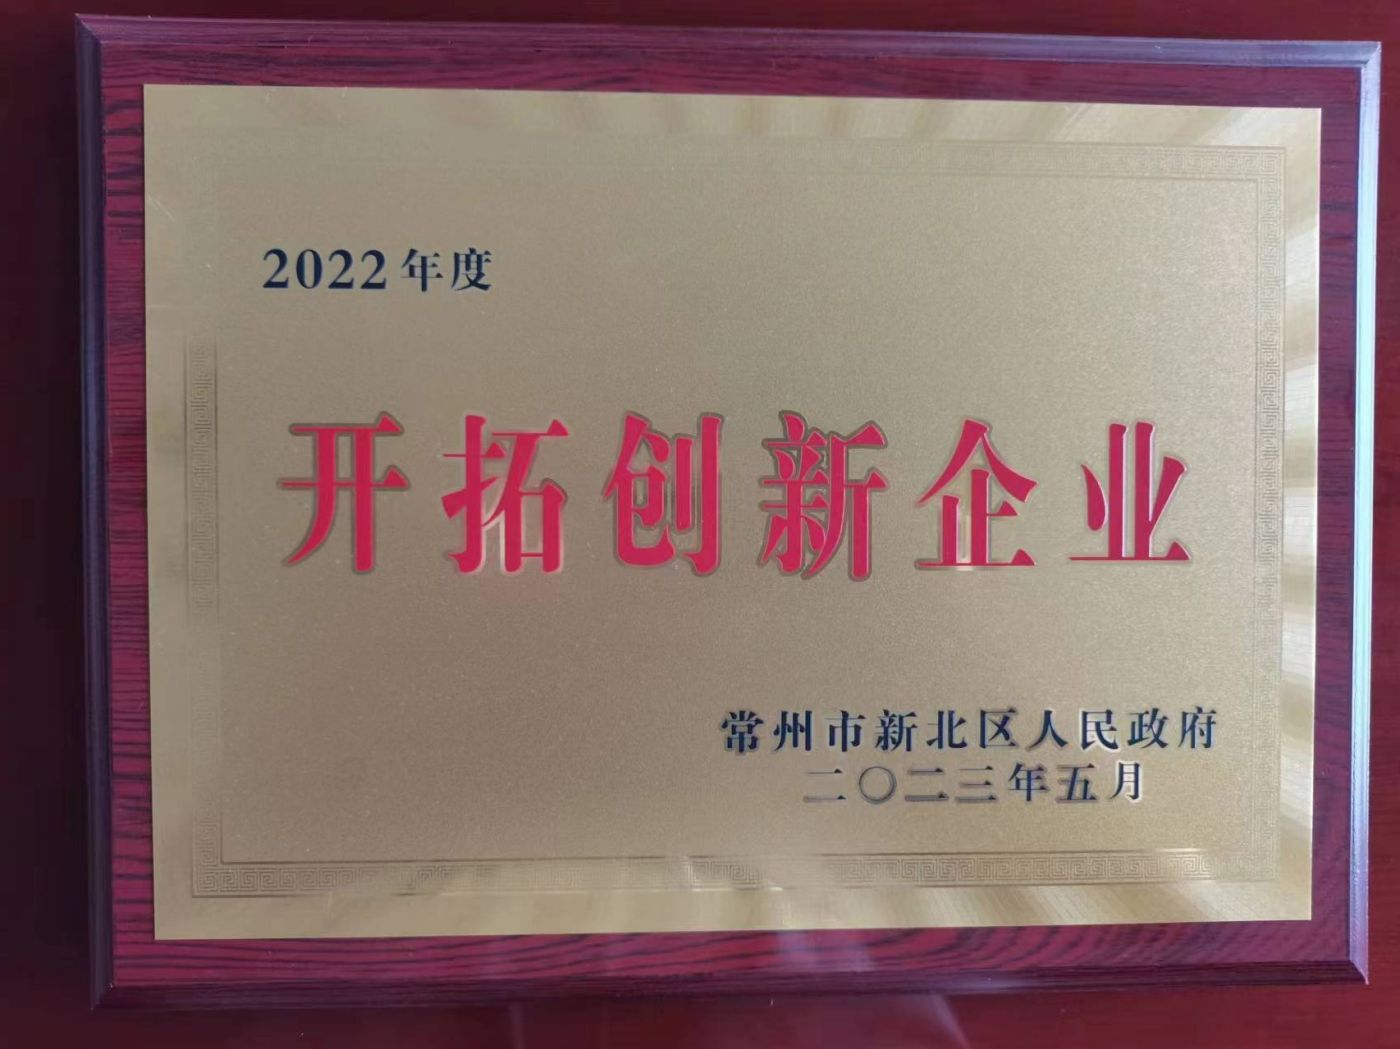 2022年度
开拓创新企业
常州市新北区人民政府
二〇二三年五月